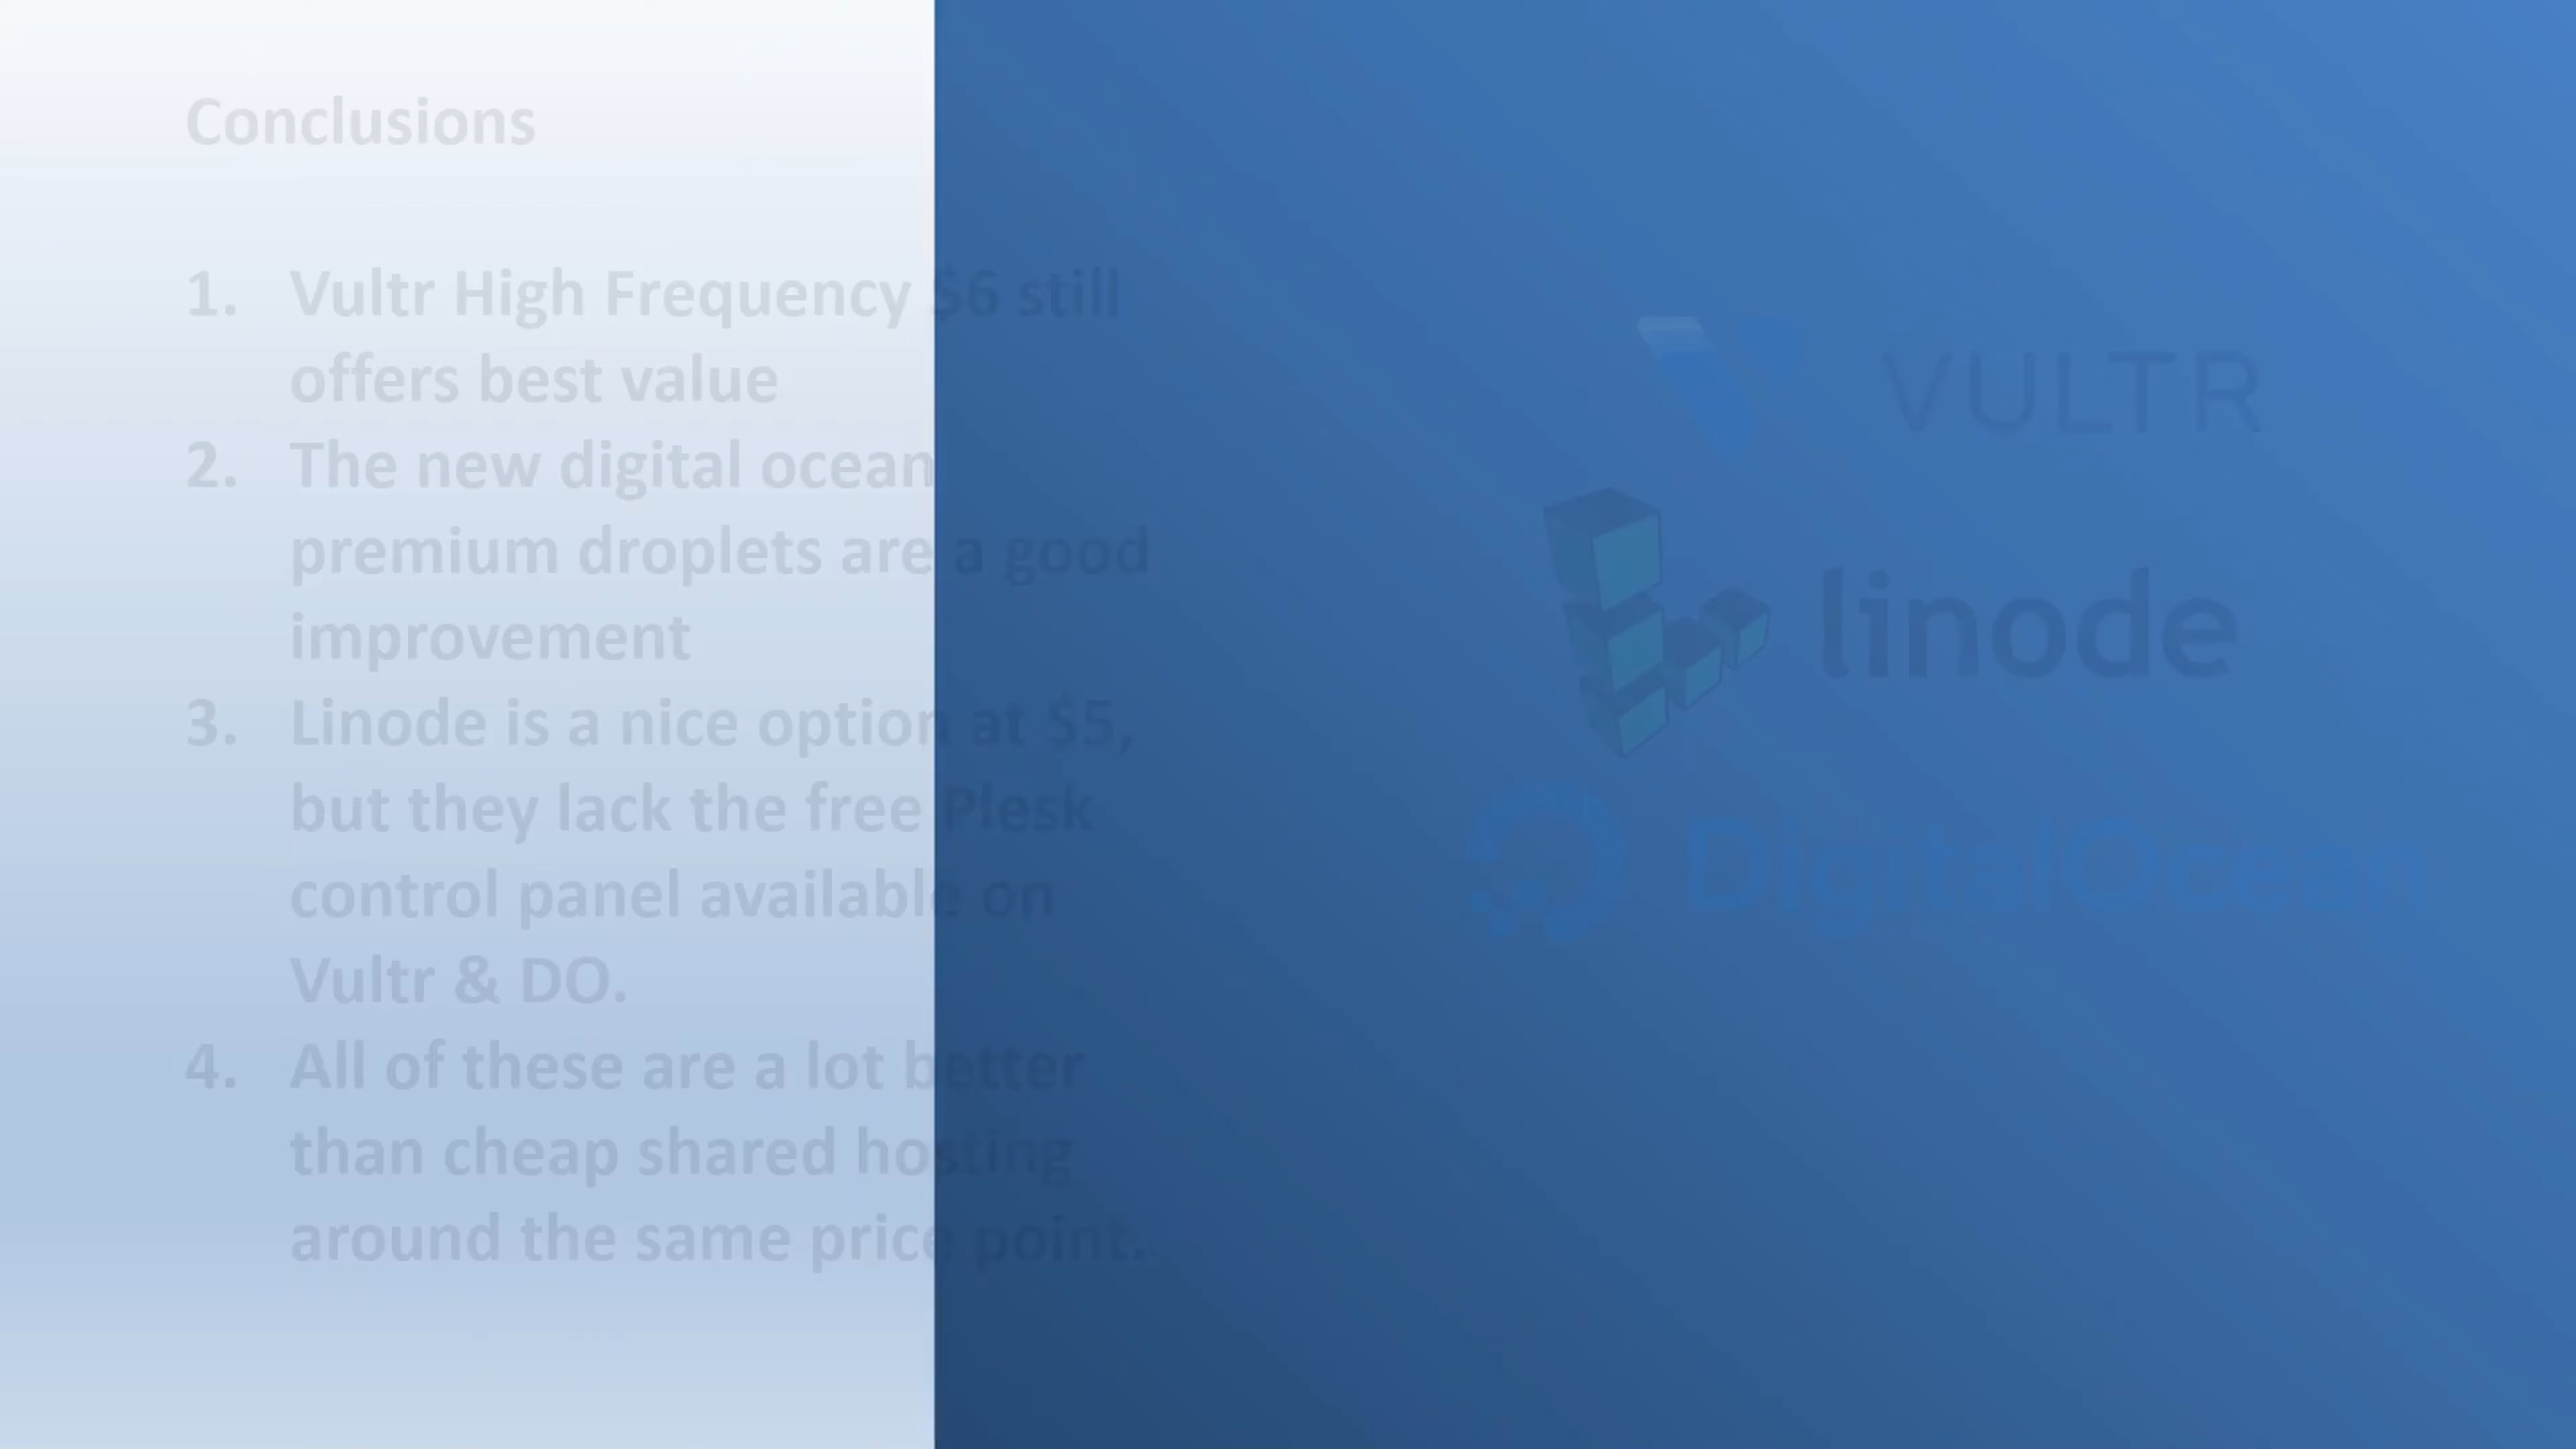 Conclusions
1. Vultr High Frequency $6 still
offers best value
2. The new digital ocean
premium droplets are a good
improvement
3. Linode is a nice option at $5,
but they lack the free Plesk
control panel available on
Vultr & DO.
4. All of these are a lot better
than cheap shared hosting
around the same price point.
VULTR
linode
DigitalOcean